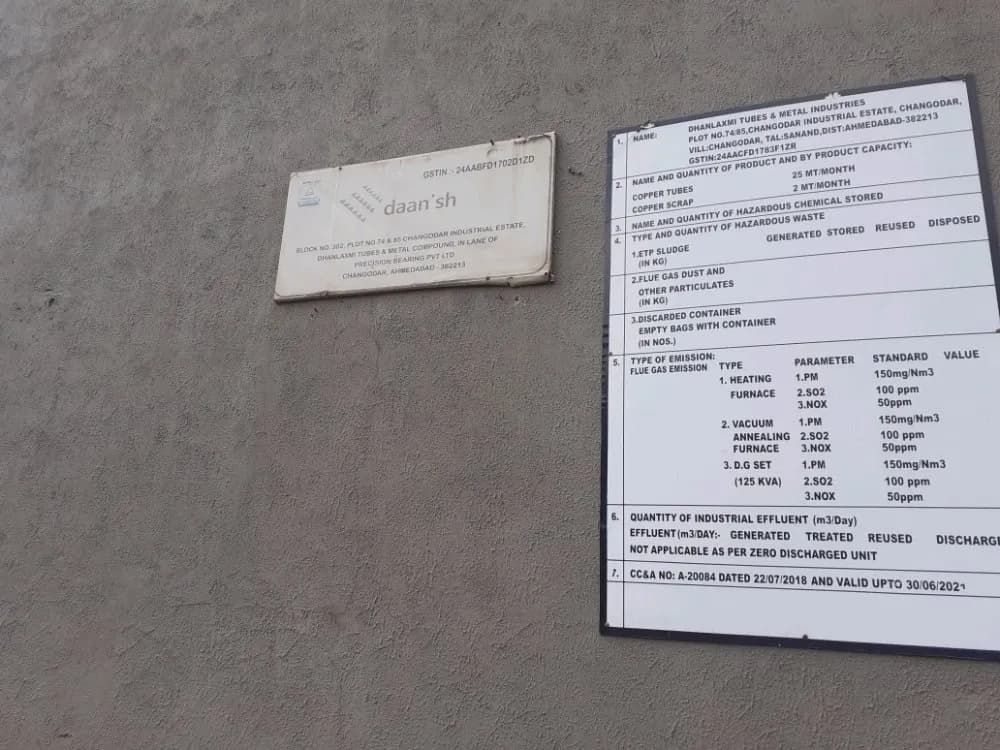 GSTIN :- 24AABFD1702D1ZD
daan'sh
BLOCK NO. 302, PLOT NO 74 & 85 CHANGODAR INDUSTRIAL ESTATE,
DHANLAXMI TUBES & METAL COMPOUND, IN LANE OF
PRECISION BEARING PVT LTD
CHANGODAR, AHMEDABAD - 382213
1. NAME: DHANLAXMI TUBES & METAL INDUSTRIES
PLOT NO.74/85,CHANGODAR INDUSTRIAL ESTATE, CHANGODAR,
VILL:CHANGODAR, TAL:SANAND,DIST:AHMEDABAD-382213
GSTIN:24AACFD1783F1ZR
2. NAME AND QUANTITY OF PRODUCT AND BY PRODUCT CAPACITY:
COPPER TUBES 25 MT/MONTH
COPPER SCRAP 2 MT/MONTH
3. NAME AND QUANTITY OF HAZARDOUS CHEMICAL STORED
4. TYPE AND QUANTITY OF HAZARDOUS WASTE
GENERATED STORED REUSED DISPOSED
1.ETP SLUDGE
(IN KG)
2.FLUE GAS DUST AND
OTHER PARTICULATES
(IN KG)
3.DISCARDED CONTAINER
EMPTY BAGS WITH CONTAINER
(IN NOS.)
5. TYPE OF EMISSION: TYPE PARAMETER STANDARD VALUE
FLUE GAS EMISSION
1. HEATING 1.PM 150mg/Nm3
FURNACE 2.SO2 100 ppm
3.NOX 50ppm
2. VACUUM 1.PM 150mg/Nm3
ANNEALING 2.SO2 100 ppm
FURNACE 3.NOX 50ppm
3. D.G SET 1.PM 150mg/Nm3
(125 KVA) 2.SO2 100 ppm
3.NOX 50ppm
6. QUANTITY OF INDUSTRIAL EFFLUENT (m3/Day)
EFFLUENT(m3/DAY:- GENERATED TREATED REUSED DISCHARG
NOT APPLICABLE AS PER ZERO DISCHARGED UNIT
7. CC&A NO: A-20084 DATED 22/07/2018 AND VALID UPTO 30/06/2021